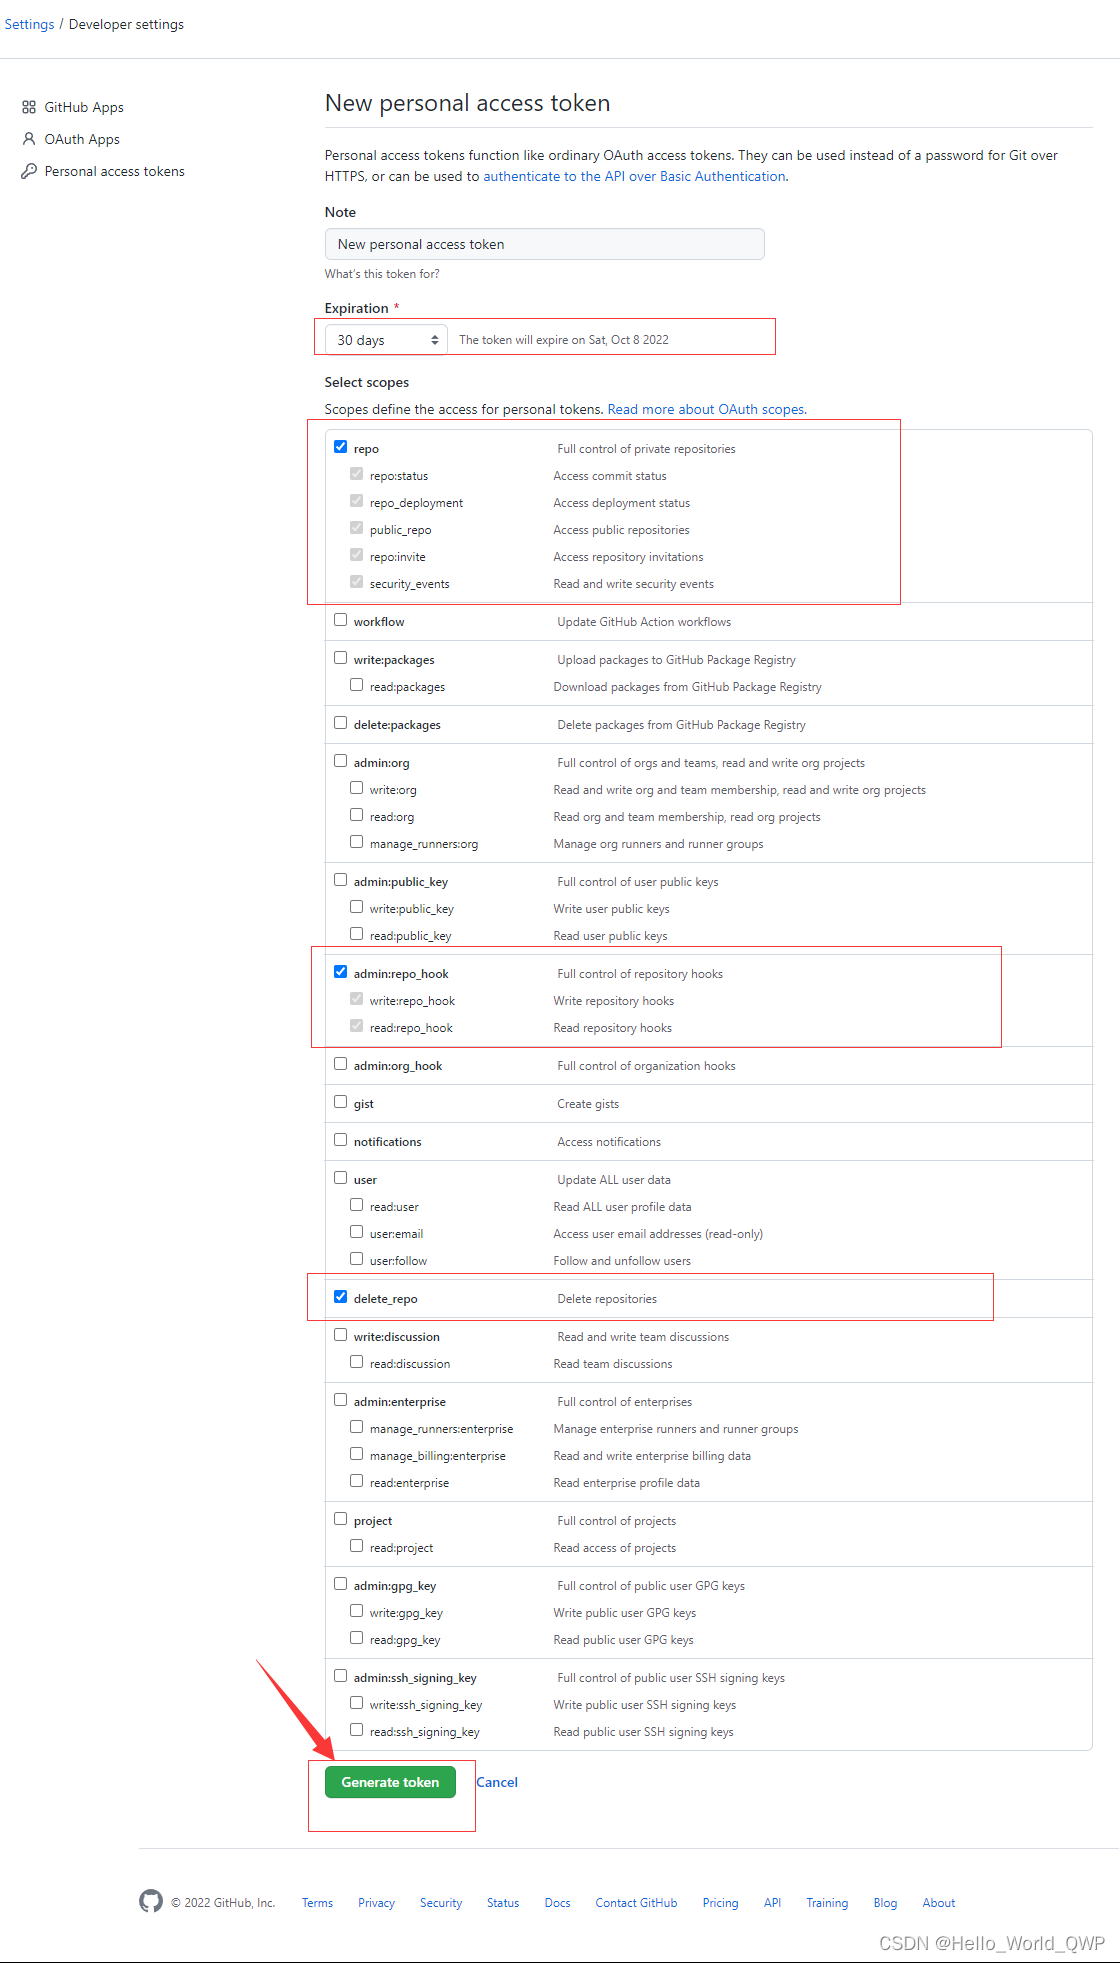 Settings / Developer settings
GitHub Apps
OAuth Apps
Personal access tokens
New personal access token
Personal access tokens function like ordinary OAuth access tokens. They can be used instead of a password for Git over
HTTPS, or can be used to authenticate to the API over Basic Authentication.
Note
New personal access token
What's this token for?
Expiration *
30 days The token will expire on Sat, Oct 8 2022
Select scopes
Scopes define the access for personal tokens. Read more about OAuth scopes.
repo Full control of private repositories
repo:status Access commit status
repo_deployment Access deployment status
public_repo Access public repositories
repo:invite Access repository invitations
security_events Read and write security events
workflow Update GitHub Action workflows
write:packages Upload packages to GitHub Package Registry
read:packages Download packages from GitHub Package Registry
delete:packages Delete packages from GitHub Package Registry
admin:org Full control of orgs and teams, read and write org projects
write:org Read and write org and team membership, read and write org projects
read:org Read org and team membership, read org projects
manage_runners:org Manage org runners and runner groups
admin:public_key Full control of user public keys
write:public_key Write user public keys
read:public_key Read user public keys
admin:repo_hook Full control of repository hooks
write:repo_hook Write repository hooks
read:repo_hook Read repository hooks
admin:org_hook Full control of organization hooks
gist Create gists
notifications Access notifications
user Update ALL user data
read:user Read ALL user profile data
user:email Access user email addresses (read-only)
user:follow Follow and unfollow users
delete_repo Delete repositories
write:discussion Read and write team discussions
read:discussion Read team discussions
admin:enterprise Full control of enterprises
manage_runners:enterprise Manage enterprise runners and runner groups
manage_billing:enterprise Read and write enterprise billing data
read:enterprise Read enterprise profile data
project Full control of projects
read:project Read access of projects
admin:gpg_key Full control of public user GPG keys
write:gpg_key Write public user GPG keys
read:gpg_key Read public user GPG keys
admin:ssh_signing_key Full control of public user SSH signing keys
write:ssh_signing_key Write public user SSH signing keys
read:ssh_signing_key Read public user SSH signing keys
Generate token Cancel
© 2022 GitHub, Inc. Terms Privacy Security Status Docs Contact GitHub Pricing API Training Blog About
CSDN @Hello_World_QWP